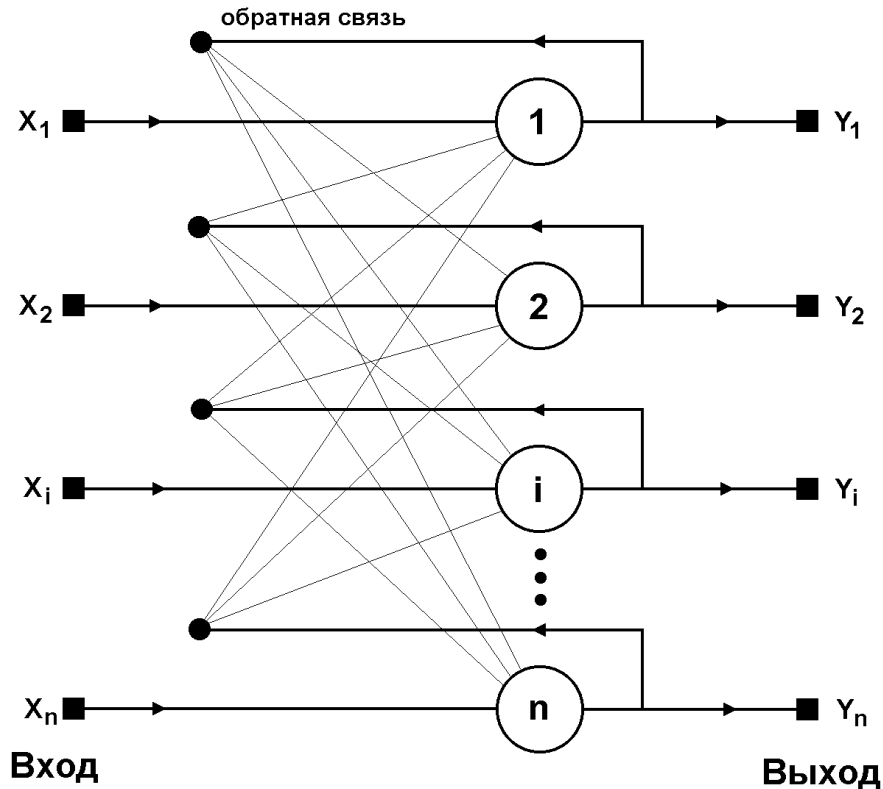 обратная связь
X1 1 Y1
X2 2 Y2
Xi i Yi
Xn n Yn
Вход Выход